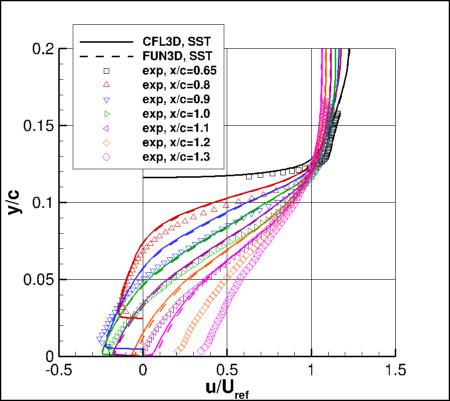 CFL3D, SST
FUN3D, SST
exp, x/c=0.65
exp, x/c=0.8
exp, x/c=0.9
exp, x/c=1.0
exp, x/c=1.1
exp, x/c=1.2
exp, x/c=1.3
0.2
0.15
0.1
0.05
0
y/c
-0.5 0 0.5 1 1.5
u/Uref